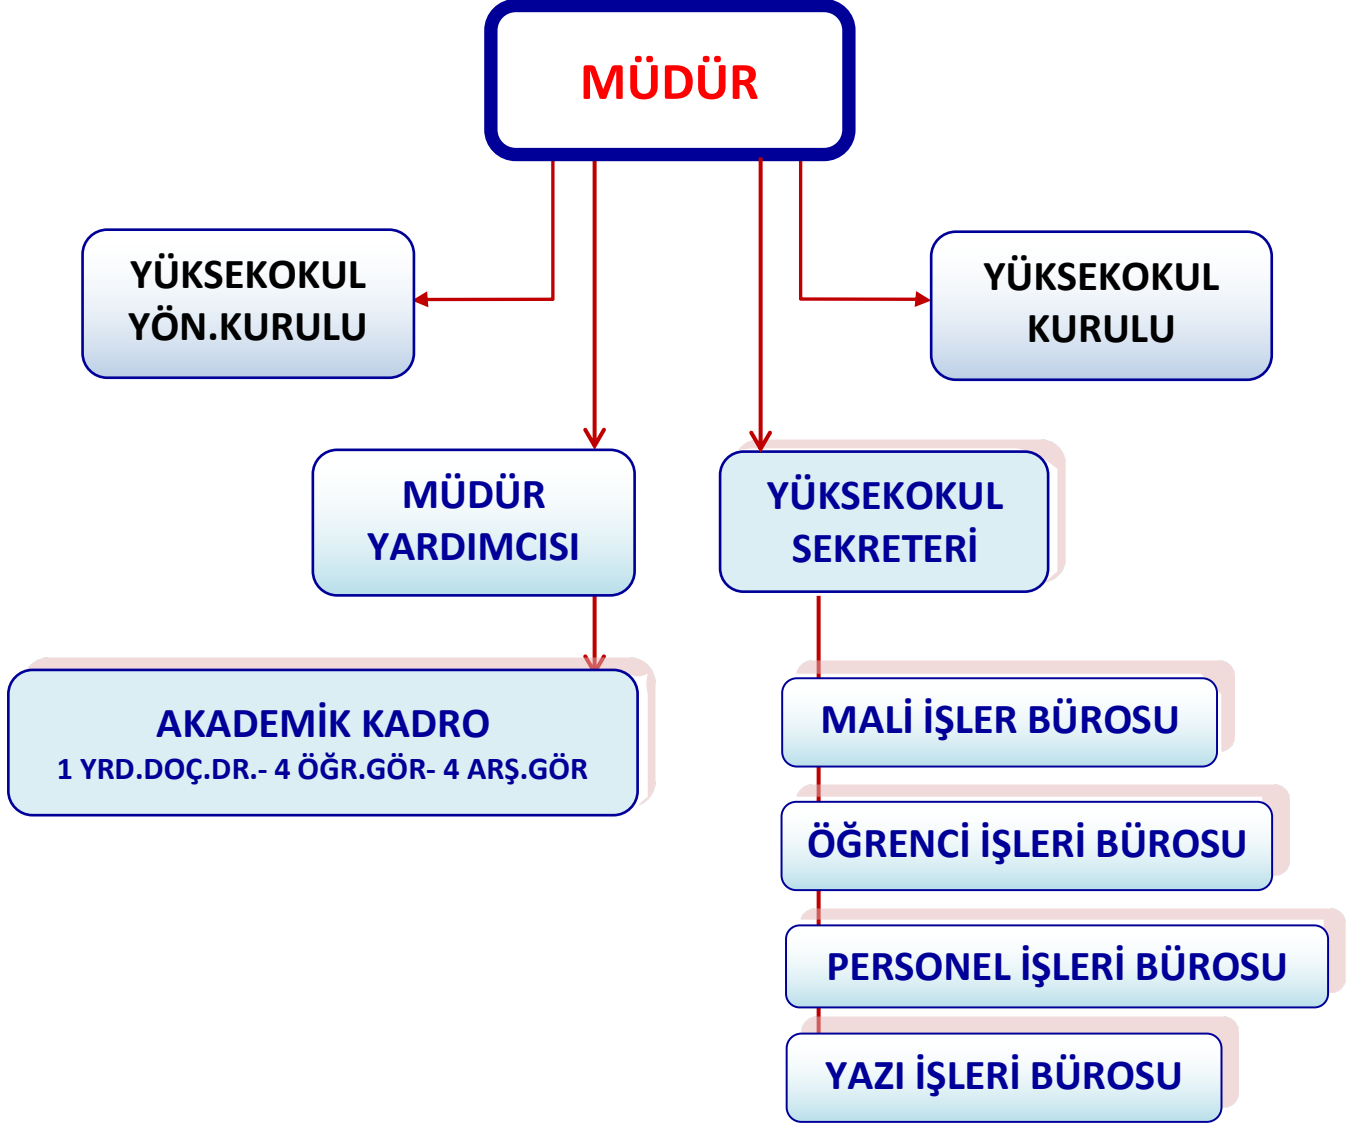 MÜDÜR
YÜKSEKOKUL
YÖN.KURULU
YÜKSEKOKUL
KURULU
MÜDÜR
YARDIMCISI
YÜKSEKOKUL
SEKRETERİ
AKADEMİK KADRO
1 YRD.DOÇ.DR.- 4 ÖĞR.GÖR- 4 ARŞ.GÖR
MALİ İŞLER BÜROSU
ÖĞRENCİ İŞLERİ BÜROSU
PERSONEL İŞLERİ BÜROSU
YAZI İŞLERİ BÜROSU